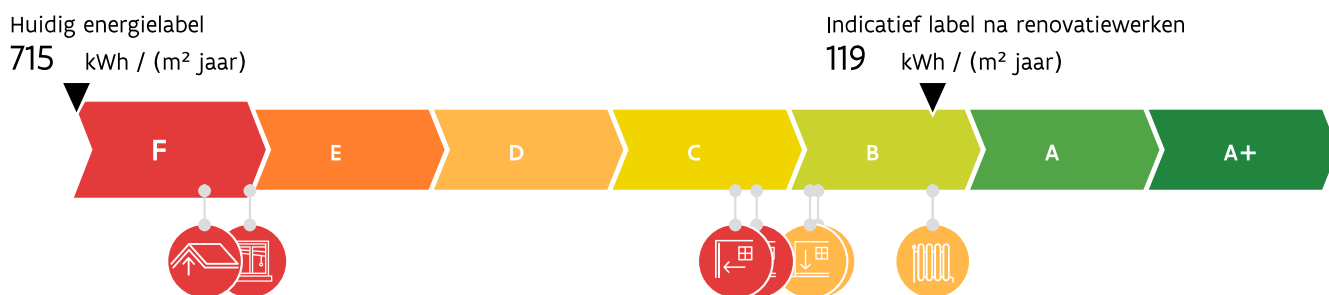 Huidig energielabel
715 kWh / (m² jaar)
Indicatief label na renovatiewerken
119 kWh / (m² jaar)
F E D C B A A+